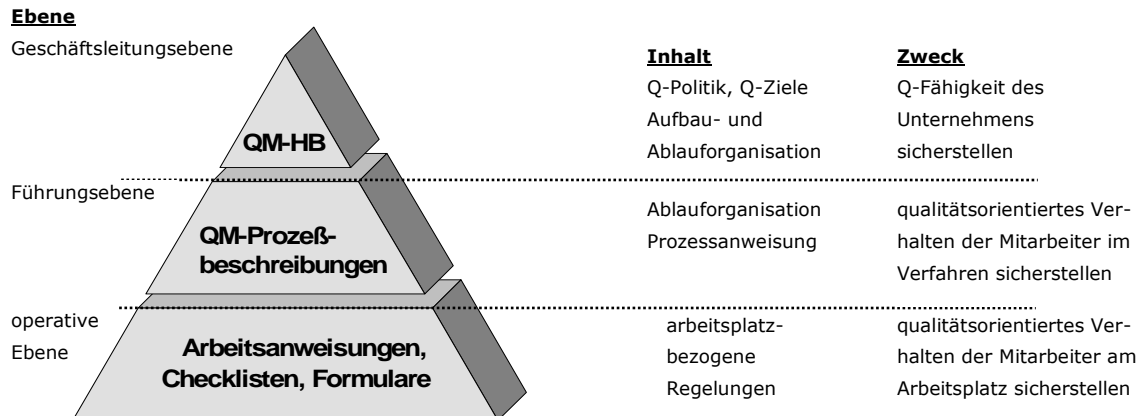 Ebene
Geschäftsleitungsebene
Inhalt
Zweck
Q-Politik, Q-Ziele
Q-Fähigkeit des
Aufbau- und
Unternehmens
Ablauforganisation
sicherstellen
QM-HB
Führungsebene
Ablauforganisation
qualitätsorientiertes Ver-
Prozessanweisung
halten der Mitarbeiter im
Verfahren sicherstellen
QM-Prozeß-
beschreibungen
operative
Ebene
arbeitsplatz-
qualitätsorientiertes Ver-
bezogene
halten der Mitarbeiter am
Regelungen
Arbeitsplatz sicherstellen
Arbeitsanweisungen,
Checklisten, Formulare